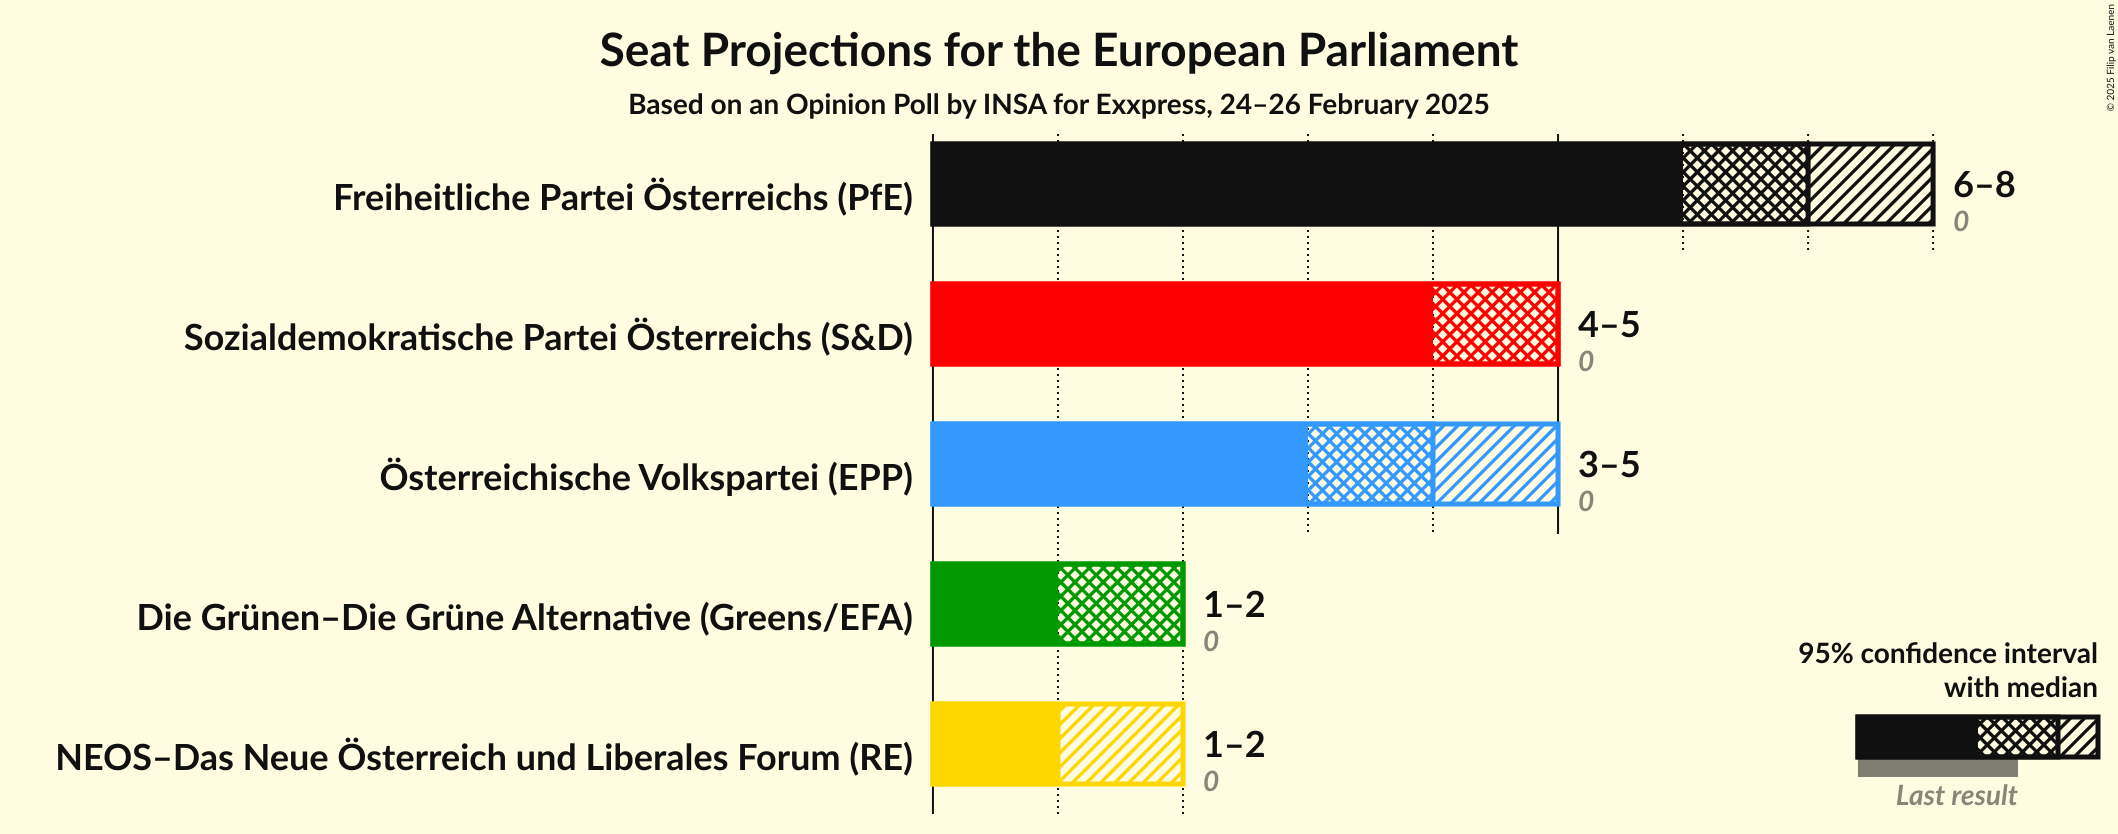 Seat Projections for the European Parliament
Based on an Opinion Poll by INSA for Exxpress, 24–26 February 2025
© 2025 Filip van Laenen
Freiheitliche Partei Österreichs (PfE)
6–8
0
Sozialdemokratische Partei Österreichs (S&D)
4–5
0
Österreichische Volkspartei (EPP)
3–5
0
Die Grünen–Die Grüne Alternative (Greens/EFA)
1–2
0
NEOS–Das Neue Österreich und Liberales Forum (RE)
1–2
0
95% confidence interval
with median
Last result